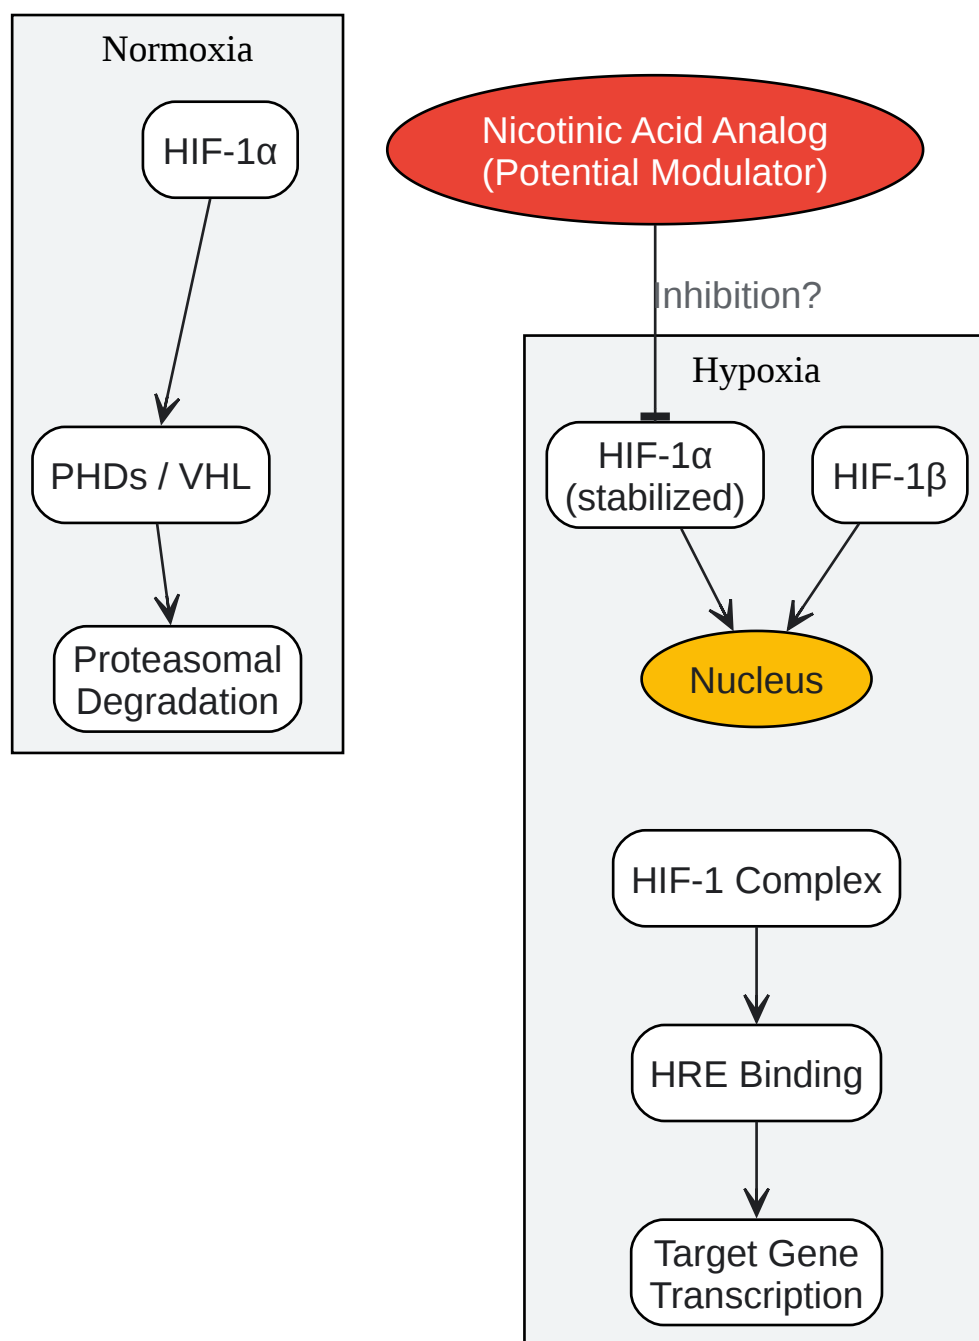 Normoxia
HIF-1α
PHDs / VHL
Proteasomal
Degradation
Nicotinic Acid Analog
(Potential Modulator)
Inhibition?
Hypoxia
HIF-1α
(stabilized)
HIF-1β
Nucleus
HIF-1 Complex
HRE Binding
Target Gene
Transcription